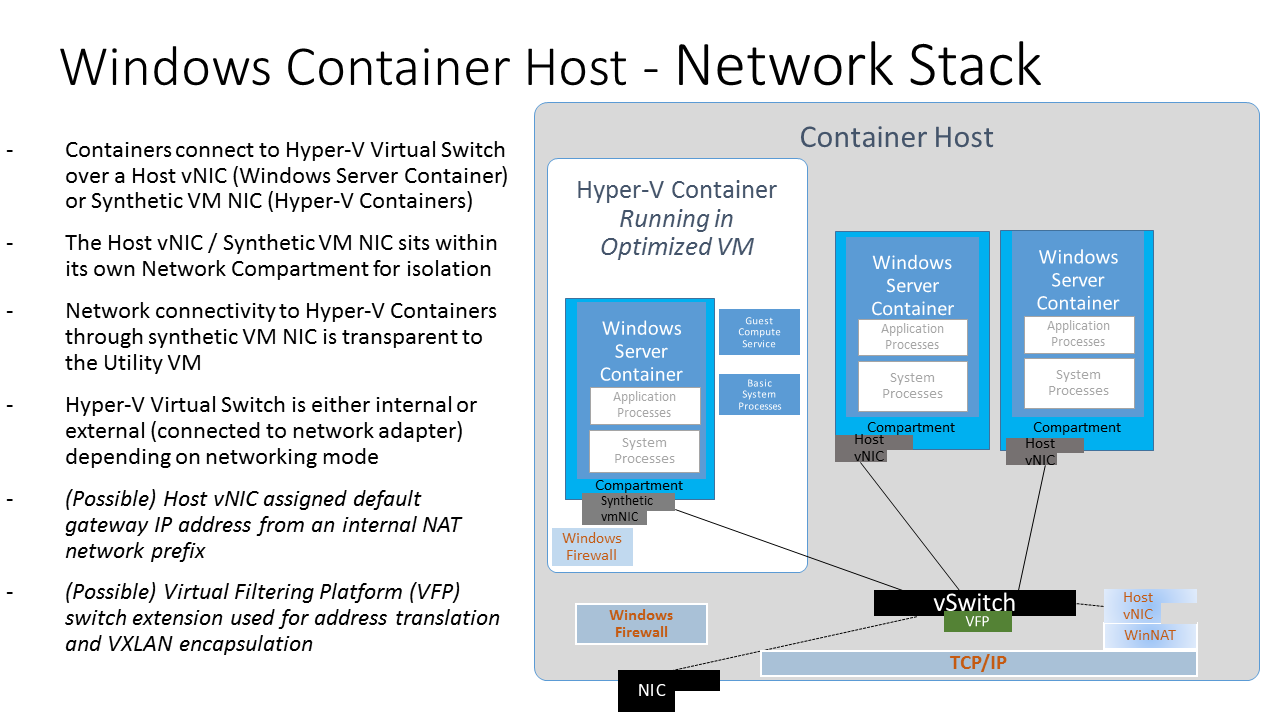 Windows Container Host - Network Stack
- Containers connect to Hyper-V Virtual Switch
over a Host vNIC (Windows Server Container)
or Synthetic VM NIC (Hyper-V Containers)
- The Host vNIC / Synthetic VM NIC sits within
its own Network Compartment for isolation
- Network connectivity to Hyper-V Containers
through synthetic VM NIC is transparent to
the Utility VM
- Hyper-V Virtual Switch is either internal or
external (connected to network adapter)
depending on networking mode
- (Possible) Host vNIC assigned default
gateway IP address from an internal NAT
network prefix
- (Possible) Virtual Filtering Platform (VFP)
switch extension used for address translation
and VXLAN encapsulation
Container Host
Hyper-V Container
Running in
Optimized VM
Windows
Server
Container
Application
Processes
System
Processes
Compartment
Synthetic
vmNIC
Guest
Compute
Service
Basic
System
Processes
Windows
Firewall
Windows
Server
Container
Application
Processes
System
Processes
Compartment
Host
vNIC
Windows
Server
Container
Application
Processes
System
Processes
Compartment
Host
vNIC
vSwitch
VFP
Host
vNIC
WinNAT
Windows
Firewall
TCP/IP
NIC